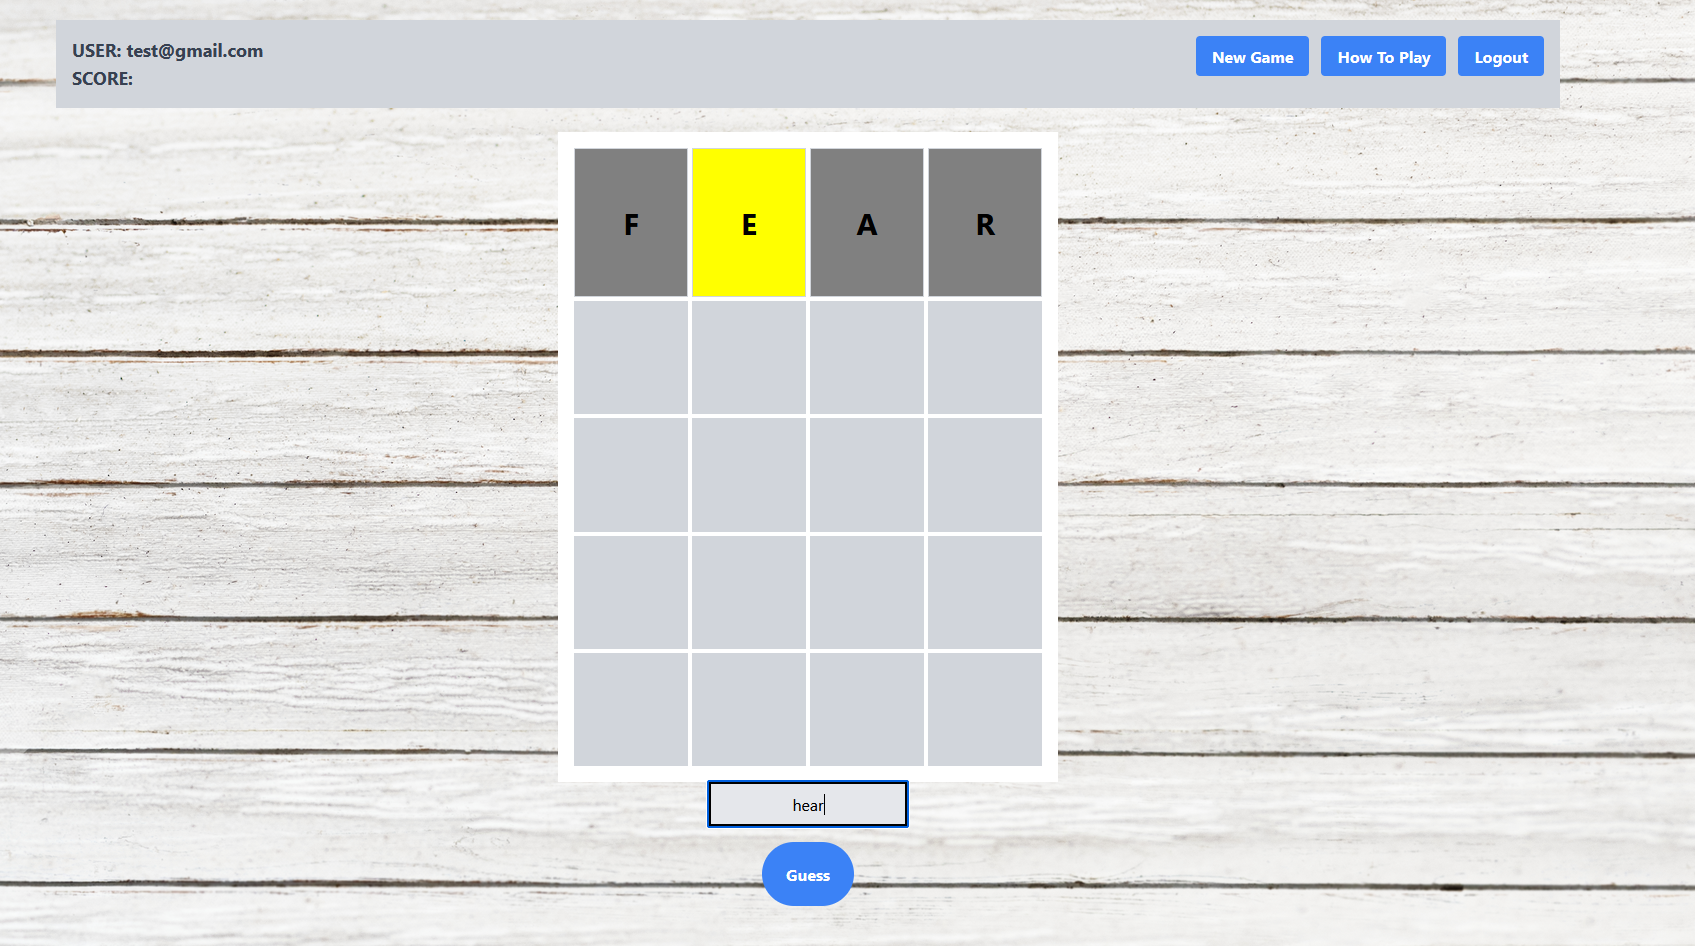 USER: test@gmail.com
SCORE:
New Game How To Play Logout
F E A R
hear
Guess